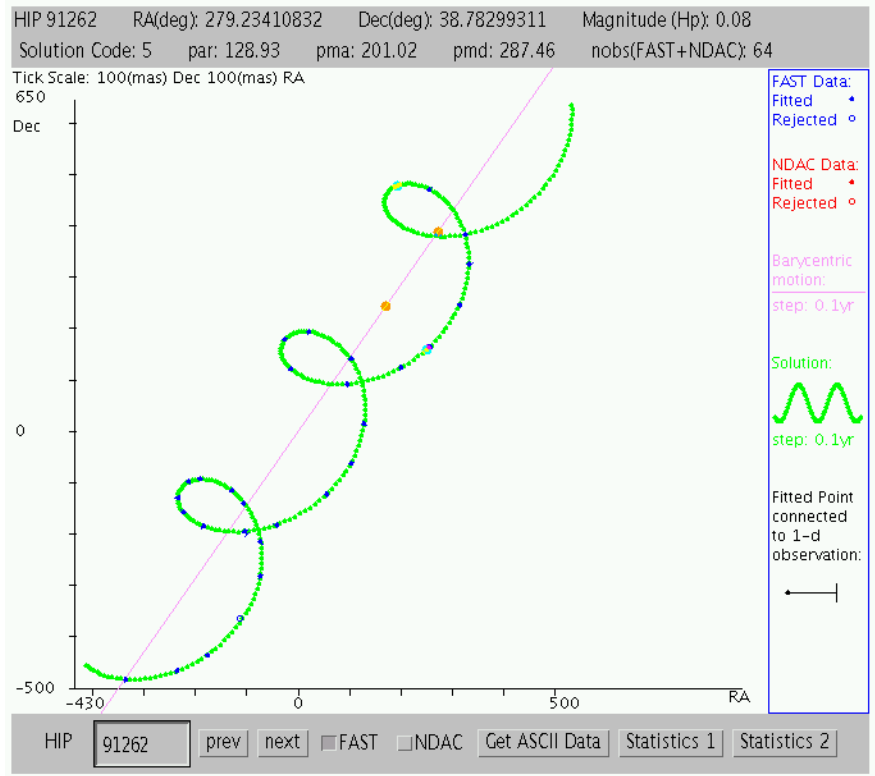 HIP 91262 RA(deg): 279.23410832 Dec(deg): 38.78299311 Magnitude (Hp): 0.08
Solution Code: 5 par: 128.93 pma: 201.02 pmd: 287.46 nobs(FAST+NDAC): 64
Tick Scale: 100(mas) Dec 100(mas) RA
650
Dec
0
-500
-430 0 500 RA
FAST Data:
Fitted
Rejected
NDAC Data:
Fitted
Rejected
Barycentric
motion:
step: 0.1yr
Solution:
step: 0.1yr
Fitted Point
connected
to 1-d
observation:
HIP 91262 prev next FAST NDAC Get ASCII Data Statistics 1 Statistics 2